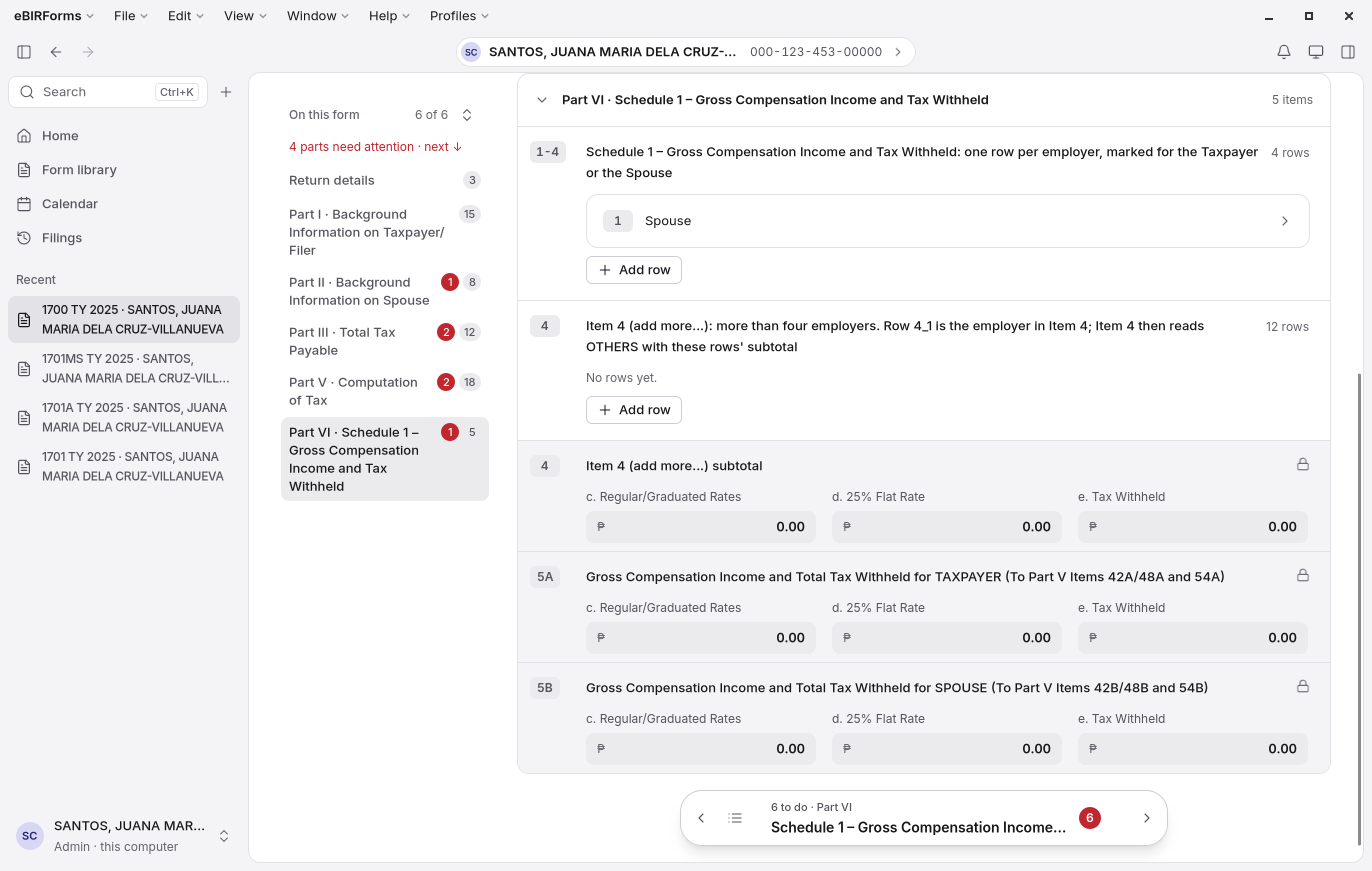 eBIRForms File Edit View Window Help Profiles
SC SANTOS, JUANA MARIA DELA CRUZ-... 000-123-453-00000
Search Ctrl+K
Home
Form library
Calendar
Filings
Recent
1700 TY 2025 · SANTOS, JUANA
MARIA DELA CRUZ-VILLANUEVA
1701MS TY 2025 · SANTOS,
JUANA MARIA DELA CRUZ-VILL...
1701A TY 2025 · SANTOS, JUANA
MARIA DELA CRUZ-VILLANUEVA
1701 TY 2025 · SANTOS, JUANA
MARIA DELA CRUZ-VILLANUEVA
SC SANTOS, JUANA MAR...
Admin · this computer
On this form 6 of 6
4 parts need attention · next ↓
Return details 3
Part I · Background 15
Information on Taxpayer/
Filer
Part II · Background 1 8
Information on Spouse
Part III · Total Tax 2 12
Payable
Part V · Computation 2 18
of Tax
Part VI · Schedule 1 – 1 5
Gross Compensation
Income and Tax
Withheld
Part VI · Schedule 1 – Gross Compensation Income and Tax Withheld 5 items
1-4 Schedule 1 – Gross Compensation Income and Tax Withheld: one row per employer, marked for the Taxpayer 4 rows
or the Spouse
1 Spouse
Add row
4 Item 4 (add more...): more than four employers. Row 4_1 is the employer in Item 4; Item 4 then reads 12 rows
OTHERS with these rows' subtotal
No rows yet.
Add row
4 Item 4 (add more...) subtotal
c. Regular/Graduated Rates d. 25% Flat Rate e. Tax Withheld
₱ 0.00 ₱ 0.00 ₱ 0.00
5A Gross Compensation Income and Total Tax Withheld for TAXPAYER (To Part V Items 42A/48A and 54A)
c. Regular/Graduated Rates d. 25% Flat Rate e. Tax Withheld
₱ 0.00 ₱ 0.00 ₱ 0.00
5B Gross Compensation Income and Total Tax Withheld for SPOUSE (To Part V Items 42B/48B and 54B)
c. Regular/Graduated Rates d. 25% Flat Rate e. Tax Withheld
₱ 0.00 ₱ 0.00 ₱ 0.00
6 to do · Part VI
Schedule 1 – Gross Compensation Income... 6